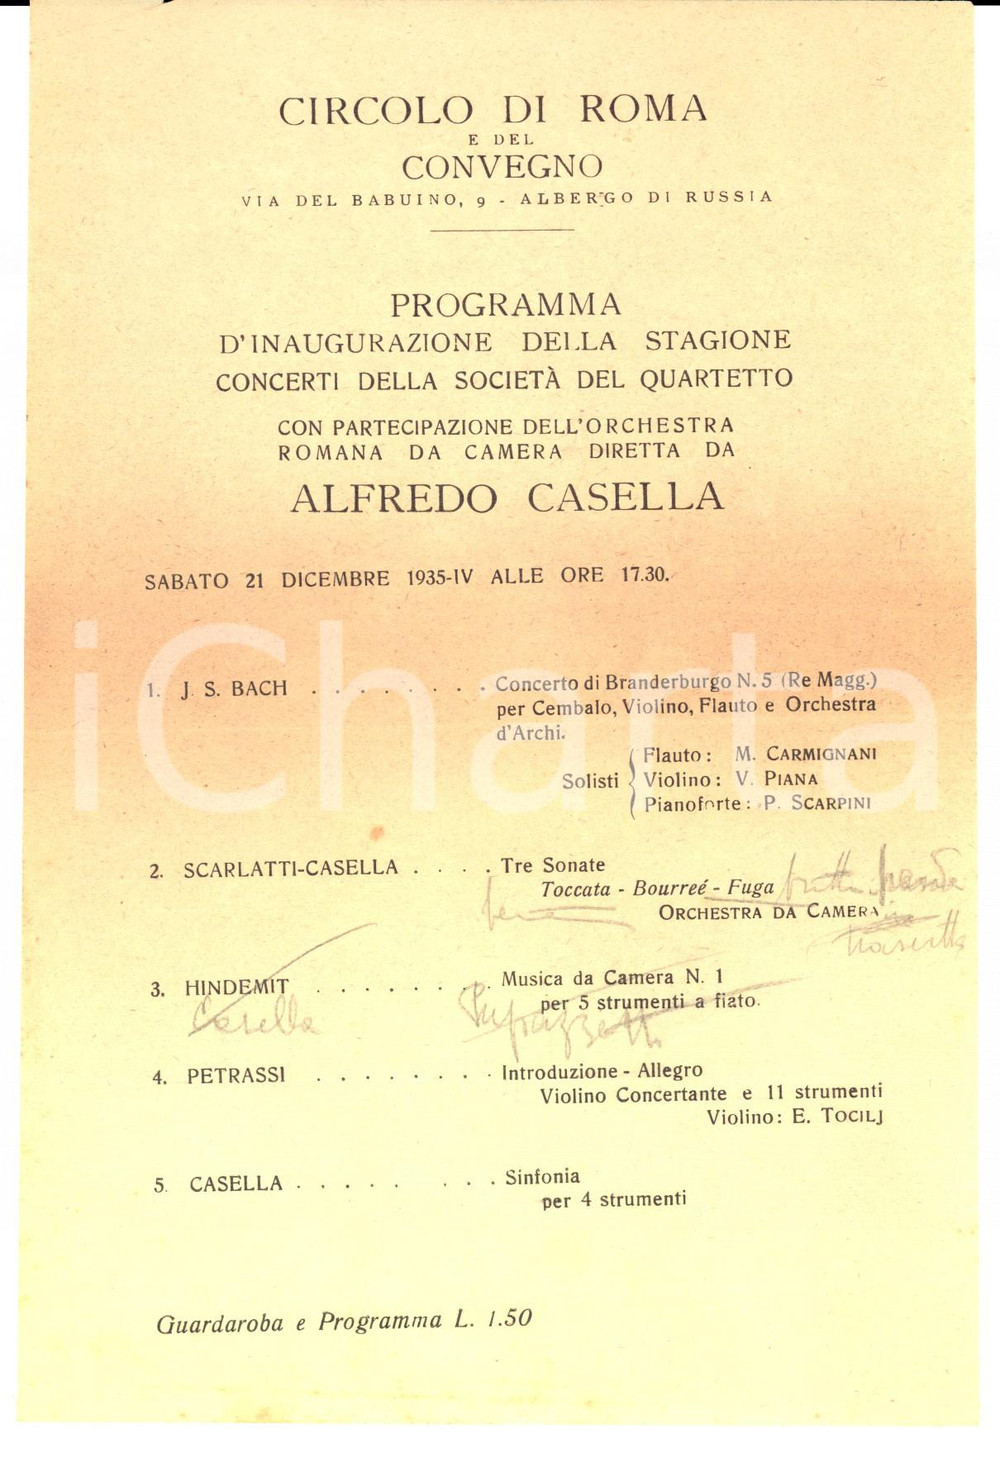 CIRCOLO DI ROMA
E DEL
CONVEGNO
VIA DEL BABUINO, 9 - ALBERGO DI RUSSIA
PROGRAMMA
D'INAUGURAZIONE DELLA STAGIONE
CONCERTI DELLA SOCIETÀ DEL QUARTETTO
CON PARTECIPAZIONE DELL'ORCHESTRA
ROMANA DA CAMERA DIRETTA DA
ALFREDO CASELLA
SABATO 21 DICEMBRE 1935-IV ALLE ORE 17.30.
iCharta
1. J. S. BACH . . . . . . . . Concerto di Branderburgo N. 5 (Re Magg.)
per Cembalo, Violino, Flauto e Orchestra
d'Archi.
Solisti { Flauto: M. CARMIGNANI
Violino: V. PIANA
Pianoforte: P. SCARPINI
2. SCARLATTI-CASELLA . . . . Tre Sonate
Toccata - Bourreé - Fuga
ORCHESTRA DA CAMERA
3. HINDEMIT . . . . . . . . Musica da Camera N. 1
per 5 strumenti a fiato.
Casella
4. PETRASSI . . . . . . . . Introduzione - Allegro
Violino Concertante e 11 strumenti
Violino: E. TOCILJ
5. CASELLA . . . . . . . . Sinfonia
per 4 strumenti
Guardaroba e Programma L. 1.50